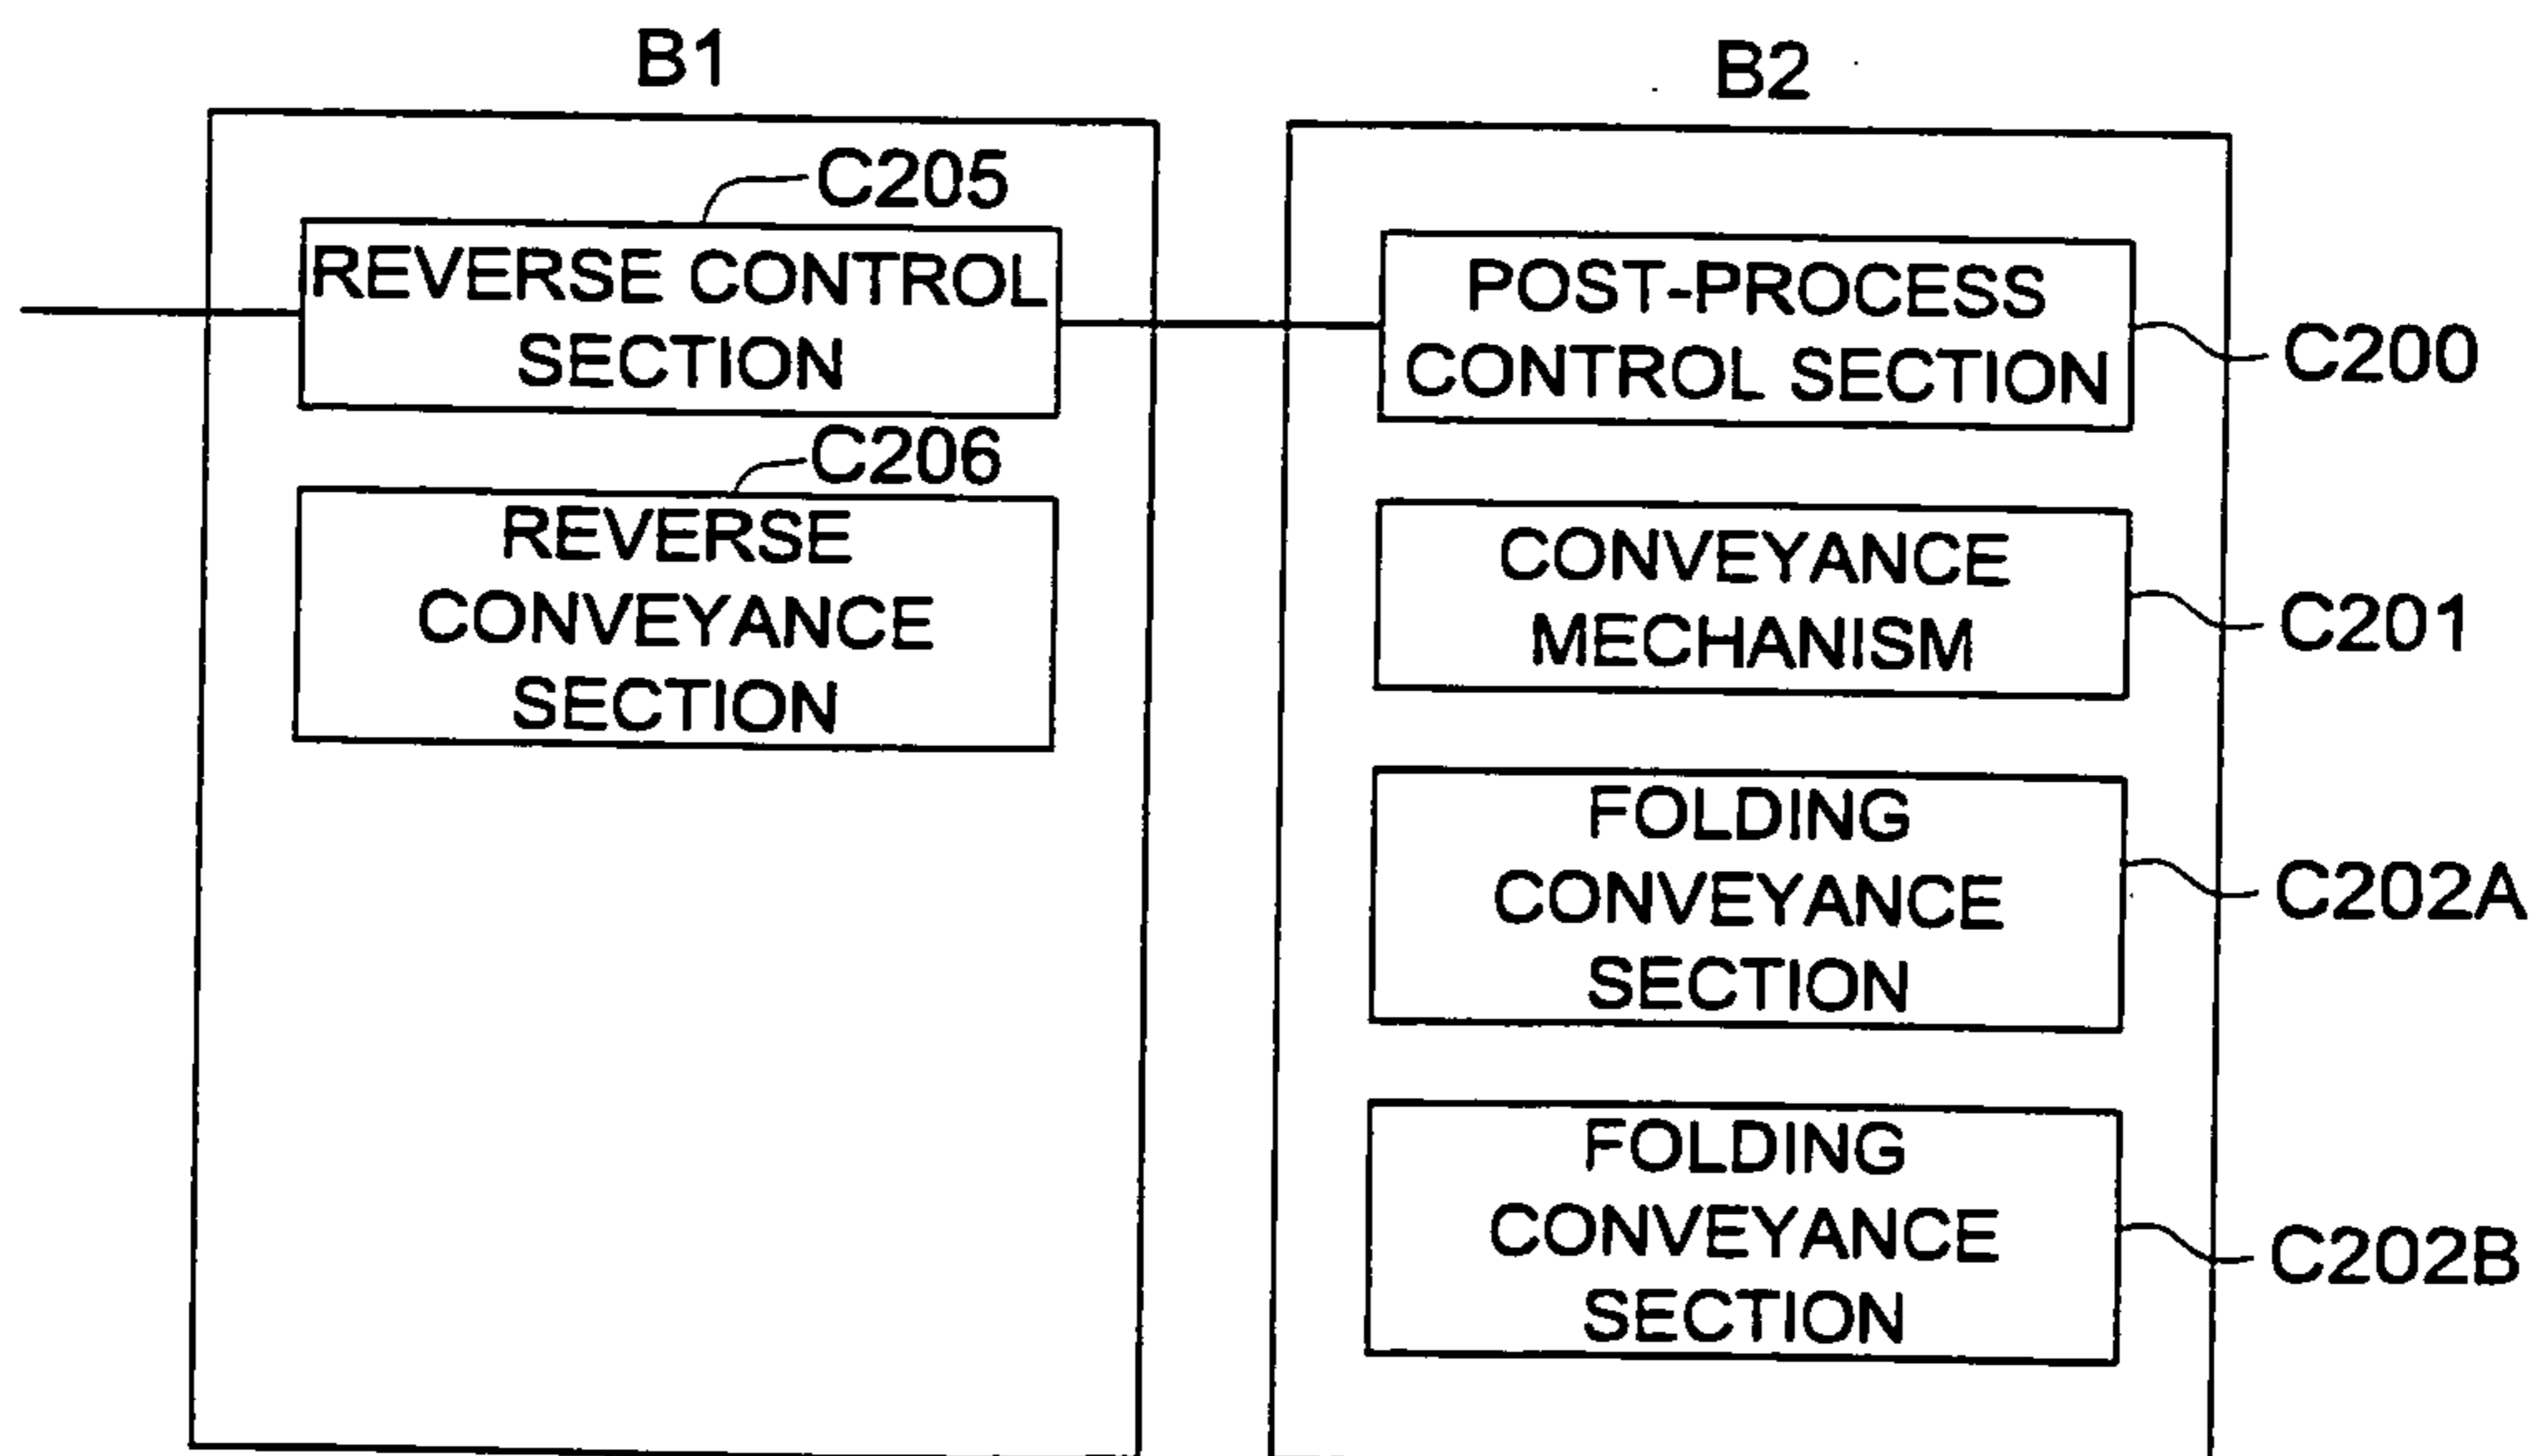 B1
C205
REVERSE CONTROL
SECTION
C206
REVERSE
CONVEYANCE
SECTION
B2
POST-PROCESS
CONTROL SECTION
C200
CONVEYANCE
MECHANISM
C201
FOLDING
CONVEYANCE
SECTION
C202A
FOLDING
CONVEYANCE
SECTION
C202B